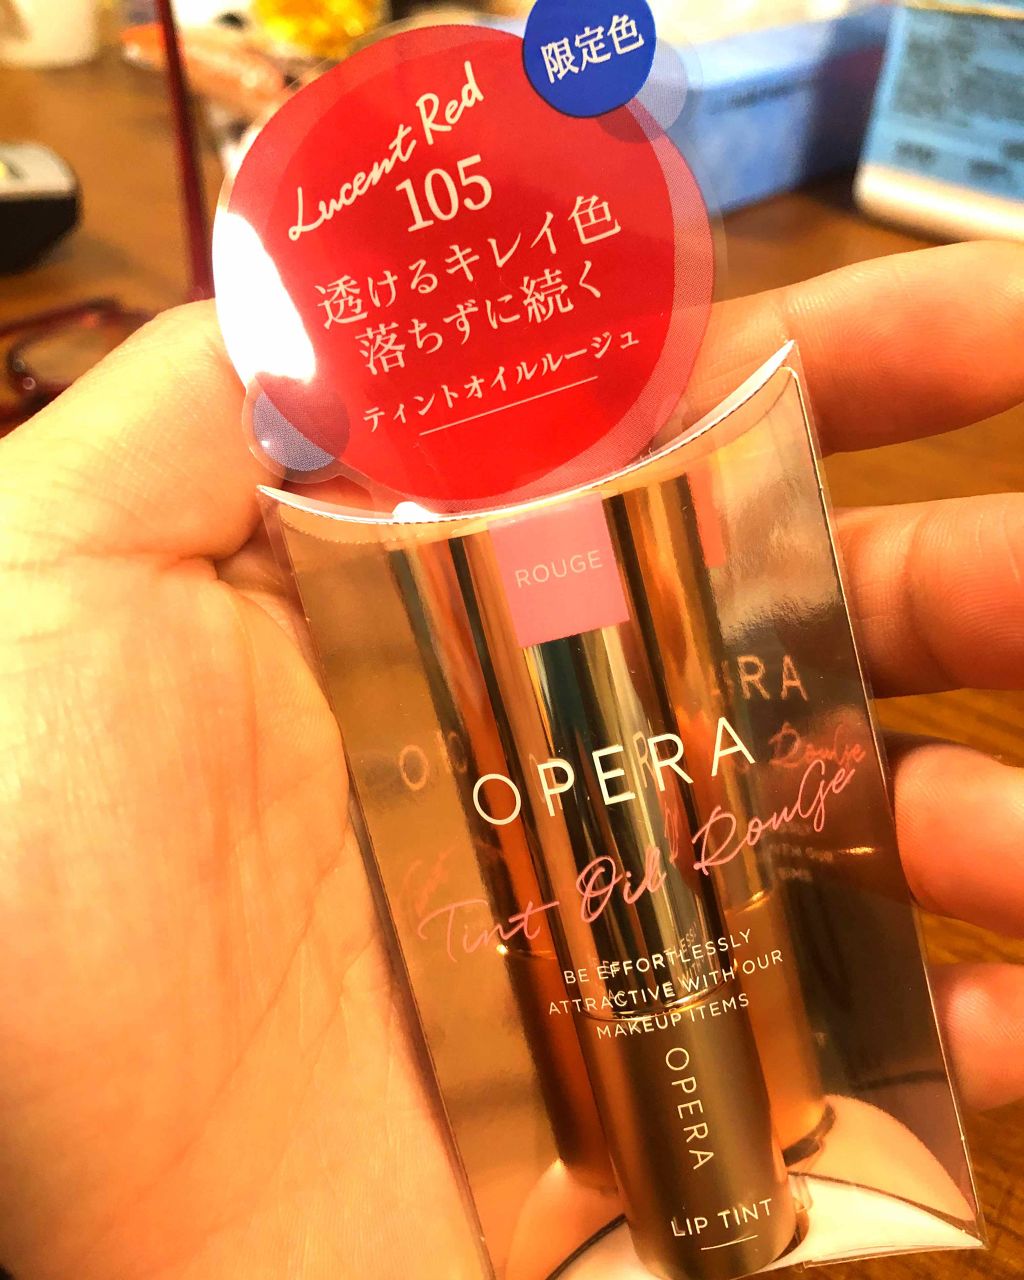 限定色
Lucent Red
105
透けるキレイ色
落ちずに続く
ティントオイルルージュ
ROUGE
OPERA
Tint Oil Rouge
BE EFFORTLESSLY
ATTRACTIVE WITH OUR
MAKEUP ITEMS
OPERA
LIP TINT